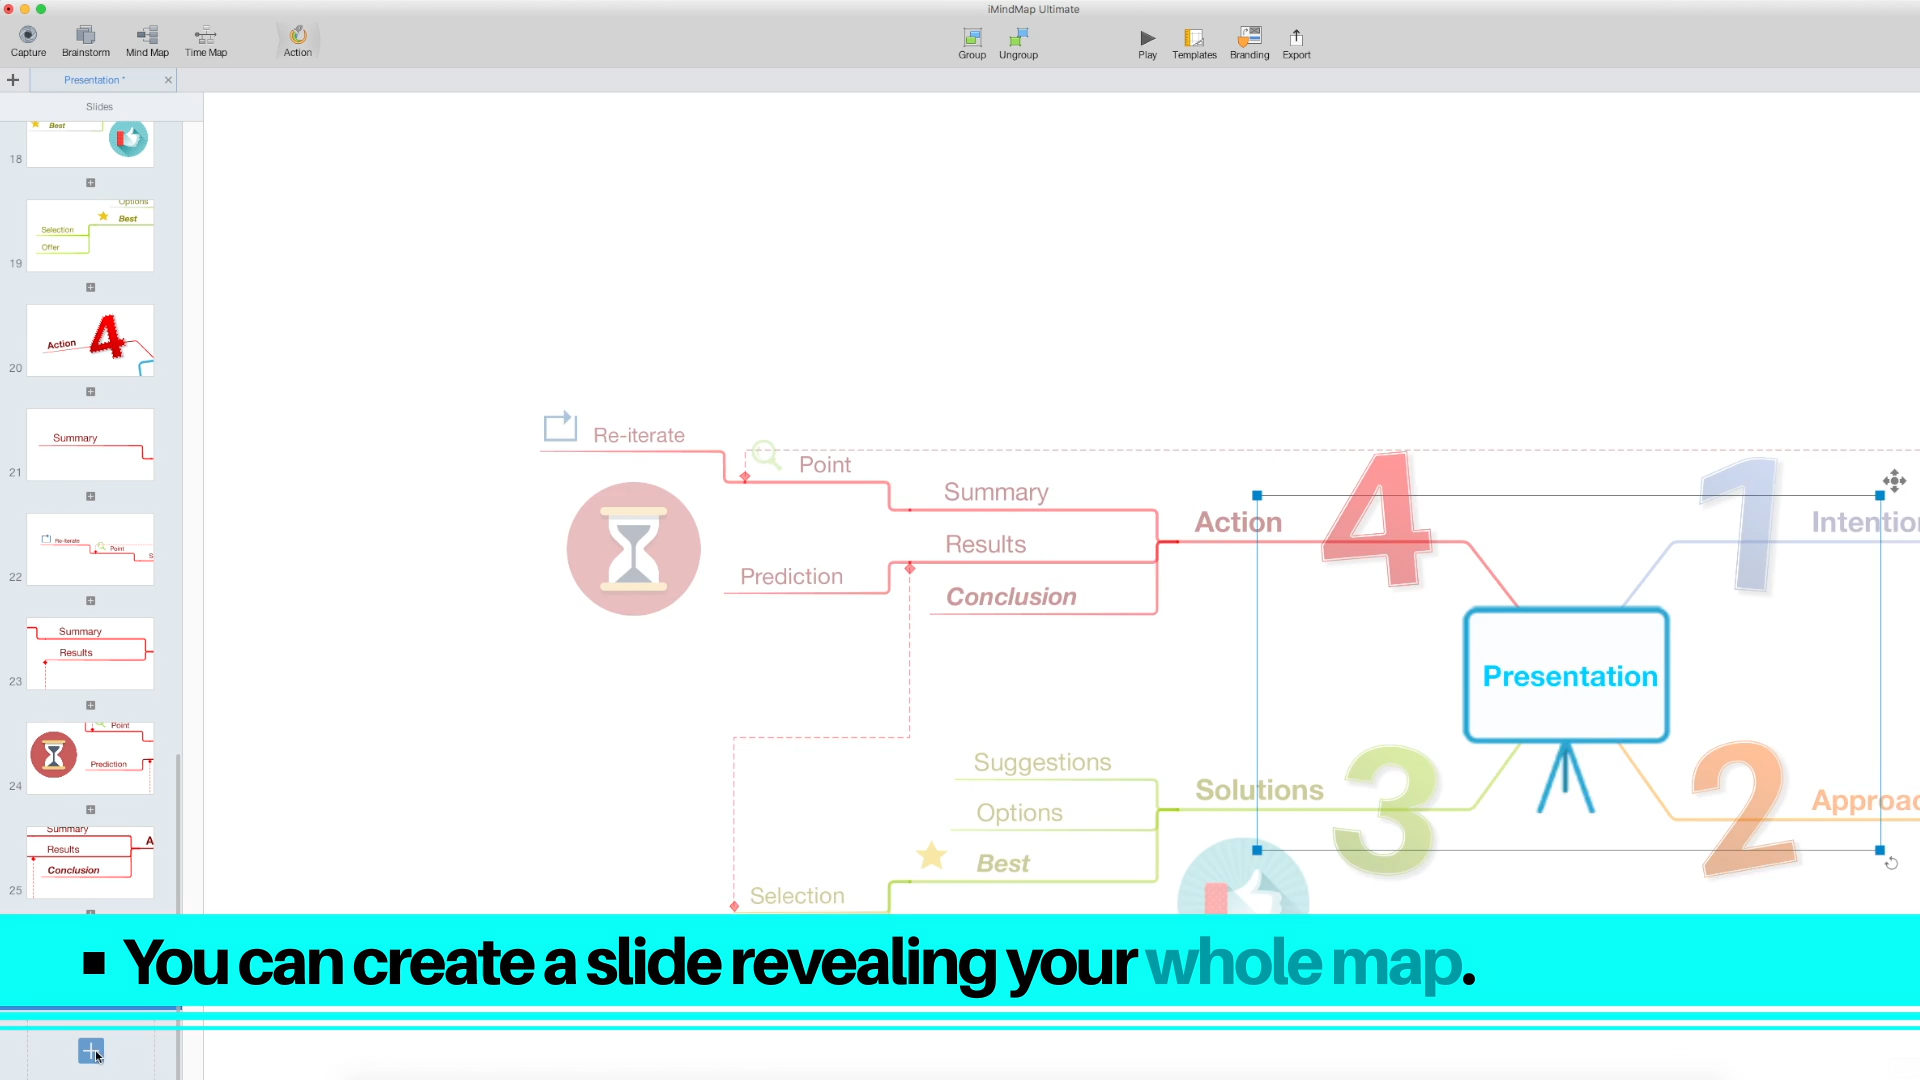 iMindMap Ultimate
Capture
Brainstorm
Mind Map
Time Map
Action
Group
Ungroup
Play
Templates
Branding
Export
Presentation *
Slides
Best
18
Options
Best
Selection
Offer
19
Action
4
20
Summary
21
Re-iterate
Point
S
22
Summary
Results
23
Point
Prediction
24
Summary
A
Results
Conclusion
25
Re-iterate
Point
Summary
Action
4
1
Intention
Results
Prediction
Conclusion
Presentation
Suggestions
Solutions
3
2
Approac
Options
Best
Selection
▪ You can create a slide revealing your whole map.